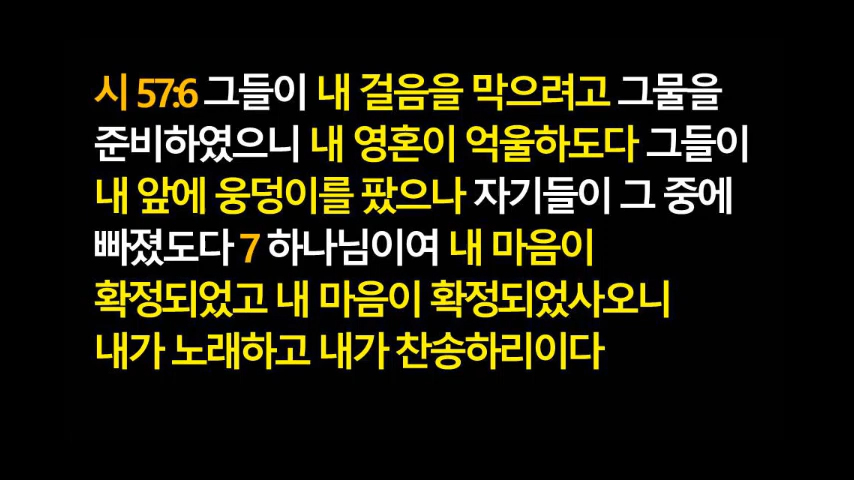 시 57:6 그들이 내 걸음을 막으려고 그물을
준비하였으니 내 영혼이 억울하도다 그들이
내 앞에 웅덩이를 팠으나 자기들이 그 중에
빠졌도다 7 하나님이여 내 마음이
확정되었고 내 마음이 확정되었사오니
내가 노래하고 내가 찬송하리이다